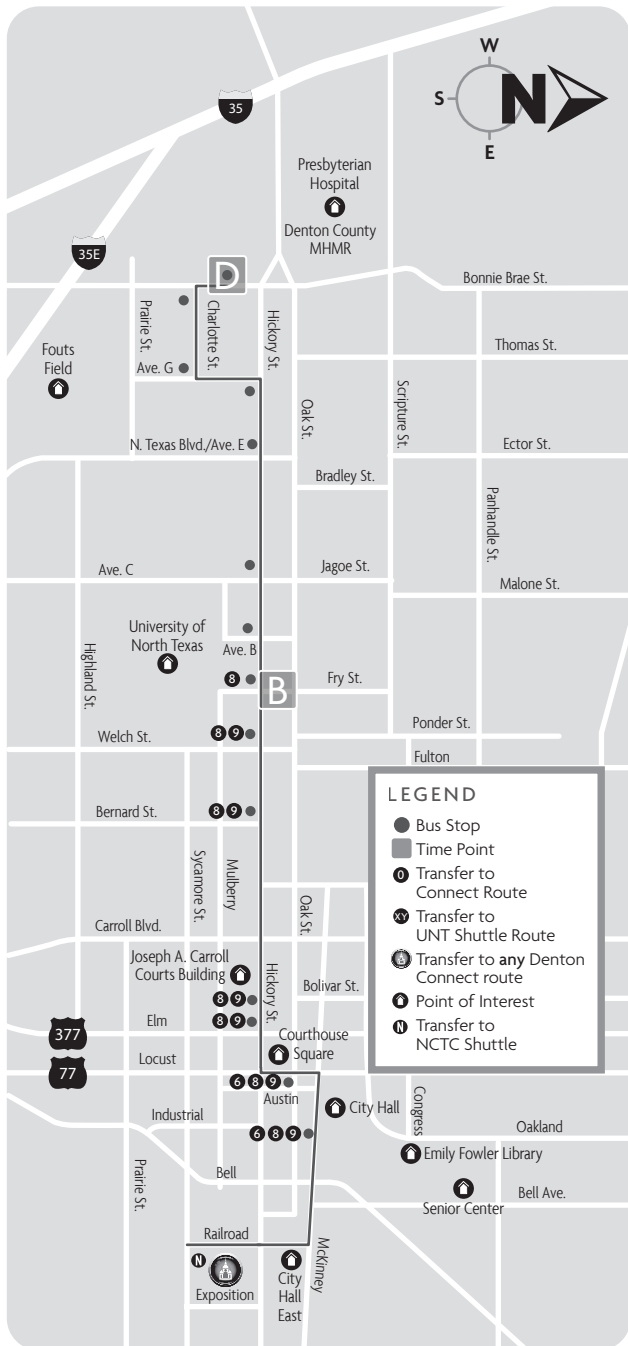 W
S
N
E
35
Presbyterian
Hospital
Denton County
MHMR
35E
D
Bonnie Brae St.
Prairie St.
Charlotte St.
Hickory St.
Thomas St.
Fouts
Field
Ave. G
Oak St.
Scripture St.
N. Texas Blvd./Ave. E
Ector St.
Bradley St.
Panhandle St.
Ave. C
Jagoe St.
Malone St.
University of
North Texas
Ave. B
Highland St.
8
B
Fry St.
Ponder St.
8 9
Welch St.
Fulton
LEGEND
Bus Stop
Time Point
0 Transfer to
Connect Route
XY Transfer to
UNT Shuttle Route
Transfer to any Denton
Connect route
Point of Interest
N Transfer to
NCTC Shuttle
8 9
Bernard St.
Sycamore St.
Mulberry
Oak St.
Carroll Blvd.
Joseph A. Carroll
Courts Building
Hickory St.
Bolivar St.
8 9
Elm
8 9
377
Courthouse
Square
Locust
77
6 8 9
Austin
City Hall
Congress
Industrial
6 8 9
Oakland
Emily Fowler Library
Prairie St.
Bell
Senior Center
Bell Ave.
Railroad
McKinney
N
Exposition
City
Hall
East